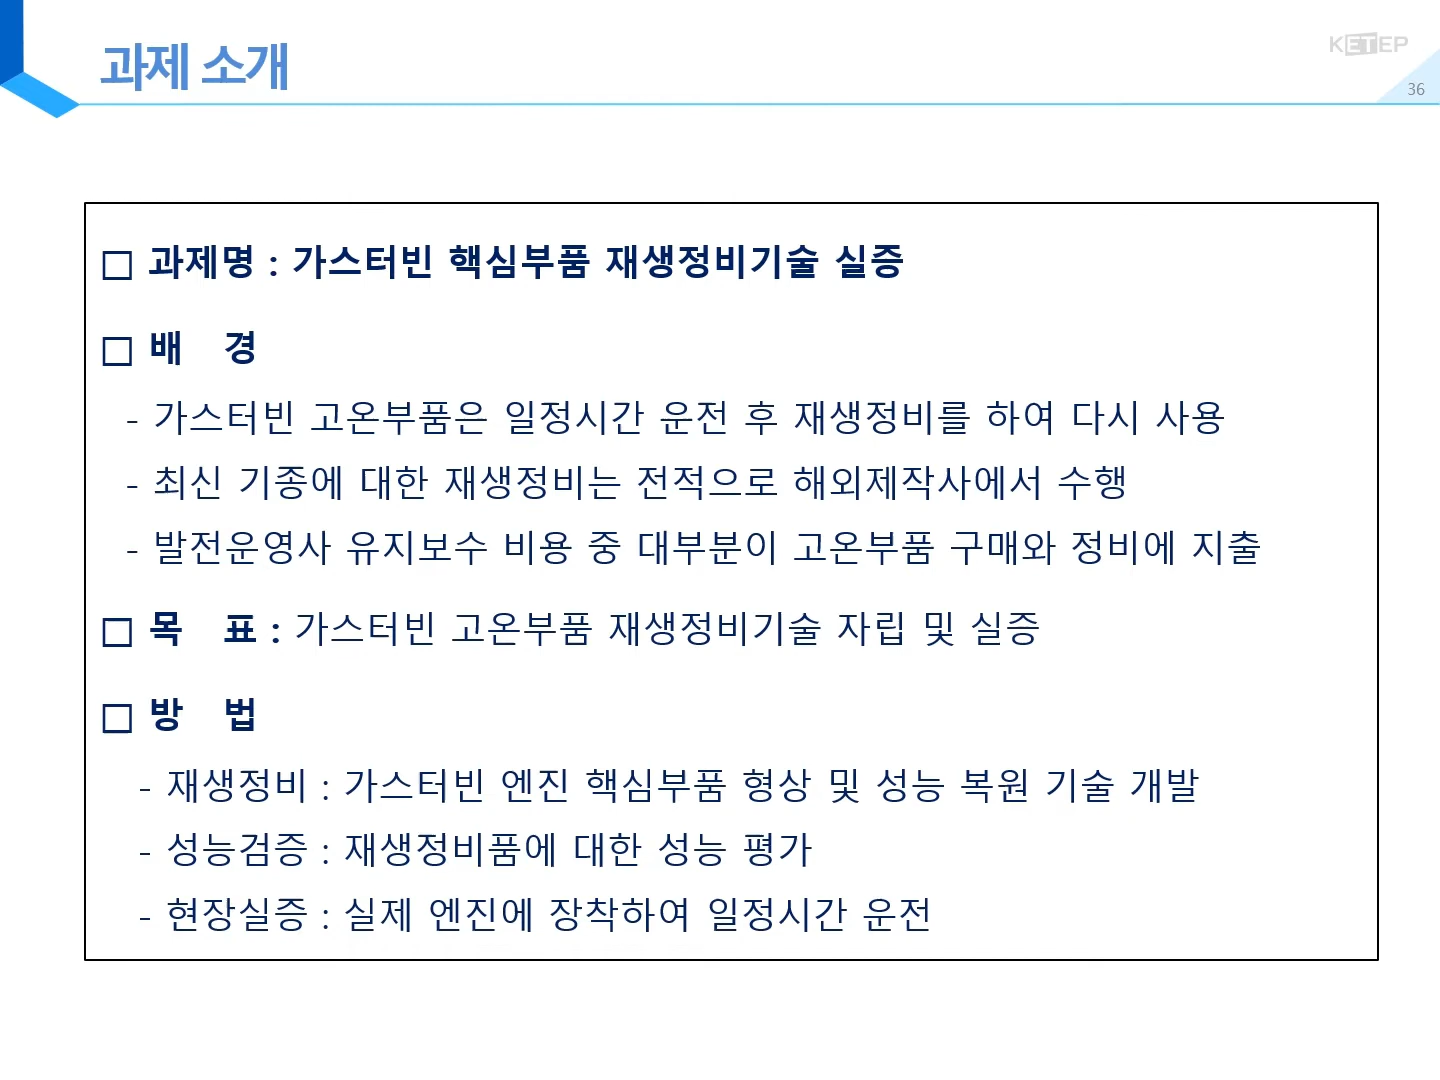 과제 소개
KETEP
36
□ 과제명 : 가스터빈 핵심부품 재생정비기술 실증
□ 배 경
- 가스터빈 고온부품은 일정시간 운전 후 재생정비를 하여 다시 사용
- 최신 기종에 대한 재생정비는 전적으로 해외제작사에서 수행
- 발전운영사 유지보수 비용 중 대부분이 고온부품 구매와 정비에 지출
□ 목 표 : 가스터빈 고온부품 재생정비기술 자립 및 실증
□ 방 법
- 재생정비 : 가스터빈 엔진 핵심부품 형상 및 성능 복원 기술 개발
- 성능검증 : 재생정비품에 대한 성능 평가
- 현장실증 : 실제 엔진에 장착하여 일정시간 운전